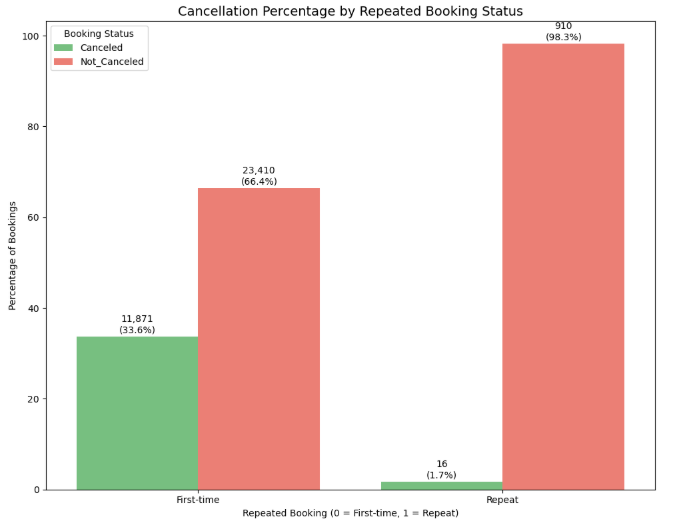 Cancellation Percentage by Repeated Booking Status
Booking Status
Canceled
Not_Canceled
Percentage of Bookings
100
80
60
40
20
0
11,871
(33.6%)
23,410
(66.4%)
16
(1.7%)
910
(98.3%)
First-time
Repeat
Repeated Booking (0 = First-time, 1 = Repeat)